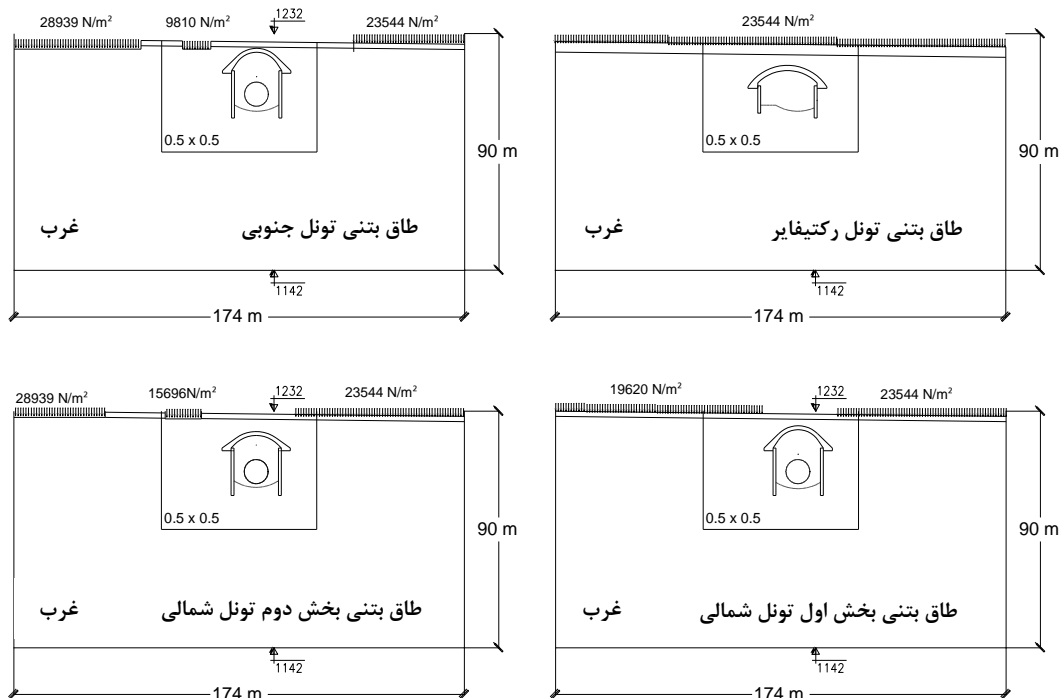 28939 N/m² 9810 N/m² 1232 23544 N/m²
0.5 x 0.5
90 m
طاق بتنی تونل جنوبی
غرب
1142
174 m
23544 N/m²
0.5 x 0.5
90 m
طاق بتنی تونل رکتیفایر
غرب
1142
174 m
28939 N/m² 15696N/m² 1232 23544 N/m²
0.5 x 0.5
90 m
طاق بتنی بخش دوم تونل شمالی
غرب
1142
174 m
19620 N/m² 1232 23544 N/m²
0.5 x 0.5
90 m
طاق بتنی بخش اول تونل شمالی
غرب
1142
174 m